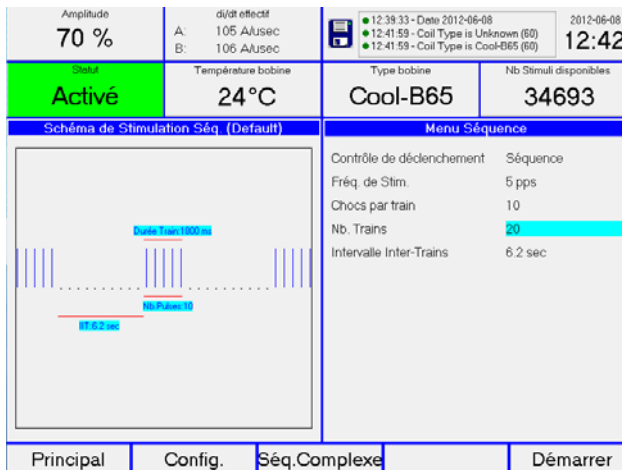 Amplitude
70 %
di/dt effectif
A: 105 A/usec
B: 106 A/usec
12:39:33 - Date 2012-06-08
12:41:59 - Coil Type is Unknown (60)
12:41:59 - Coil Type is Cool-B65 (60)
2012-06-08
12:42
Statut
Activé
Température bobine
24°C
Type bobine
Cool-B65
Nb Stimuli disponibles
34693
Schéma de Stimulation Séq. (Default)
Durée Train:1800 ms
Nb.Pulses:10
IIT:6.2 sec
Menu Séquence
Contrôle de déclenchement Séquence
Fréq. de Stim. 5 pps
Chocs par train 10
Nb. Trains 20
Intervalle Inter-Trains 6.2 sec
Principal
Config.
Séq.Complexe
Démarrer